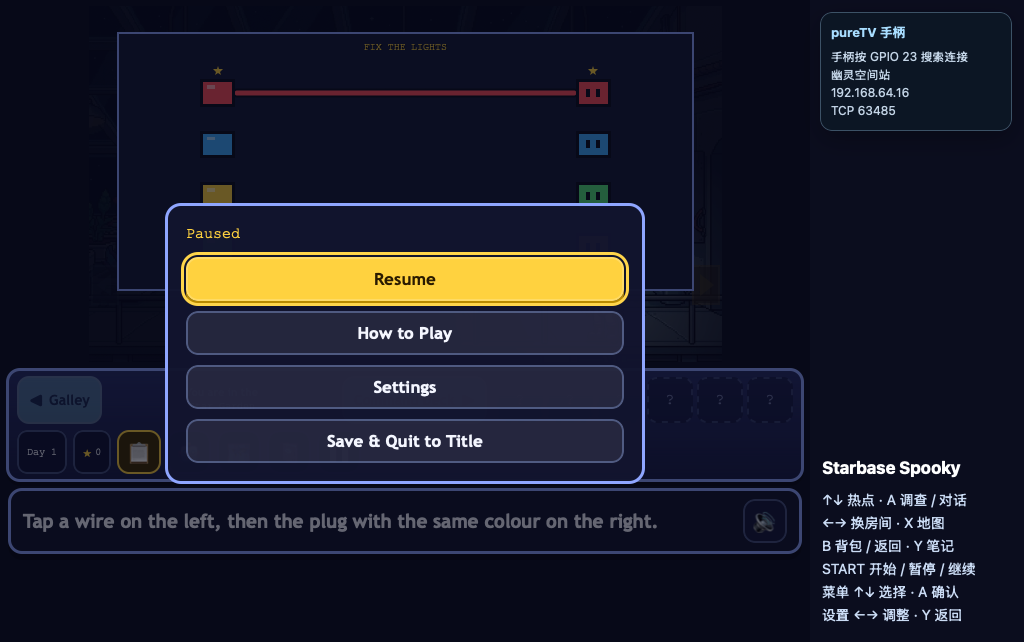 FIX THE LIGHTS
Paused
Resume
How to Play
Settings
Save & Quit to Title
◀ Galley
? ? ?
Day 1
★ 0
Tap a wire on the left, then the plug with the same colour on the right.
pureTV 手柄
手柄按 GPIO 23 搜索连接
幽灵空间站
192.168.64.16
TCP 63485
Starbase Spooky
↑↓ 热点 · A 调查 / 对话
←→ 换房间 · X 地图
B 背包 / 返回 · Y 笔记
START 开始 / 暂停 / 继续
菜单 ↑↓ 选择 · A 确认
设置 ←→ 调整 · Y 返回